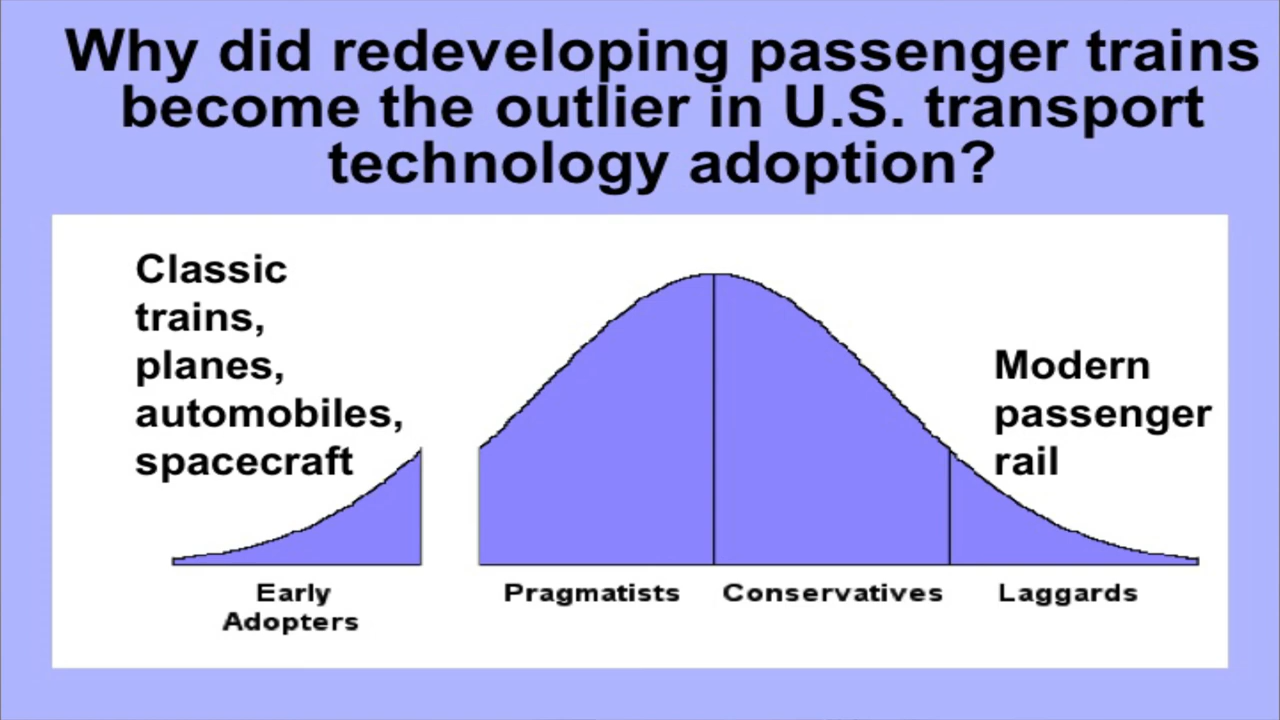 Why did redeveloping passenger trains
become the outlier in U.S. transport
technology adoption?
Classic
trains,
planes,
automobiles,
spacecraft
Modern
passenger
rail
Early
Adopters
Pragmatists
Conservatives
Laggards